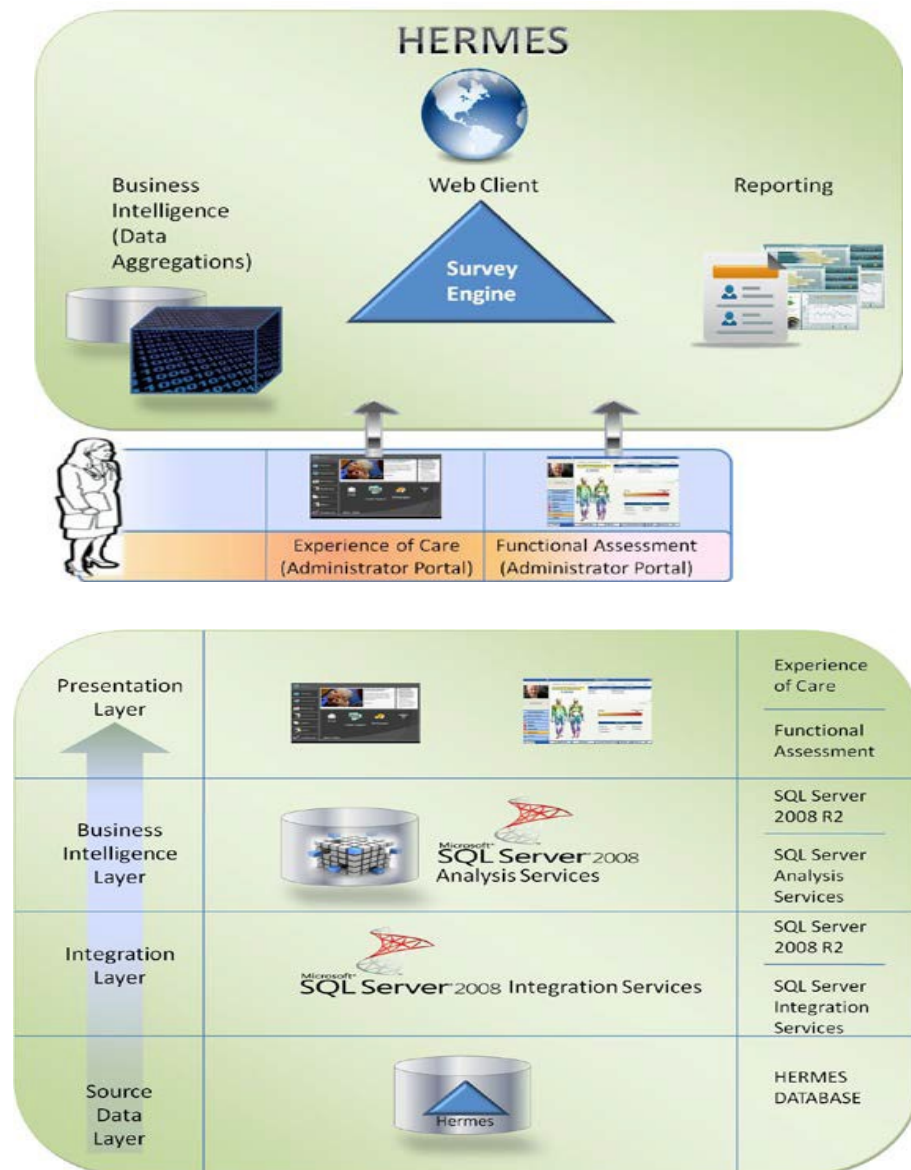 HERMES
Business
Intelligence
(Data
Aggregations)
Web Client
Reporting
Survey
Engine
Experience of Care
(Administrator Portal)
Functional Assessment
(Administrator Portal)
Presentation
Layer
Experience
of Care
Functional
Assessment
Business
Intelligence
Layer
Microsoft®
SQL Server® 2008
Analysis Services
SQL Server
2008 R2
SQL Server
Analysis
Services
Integration
Layer
Microsoft®
SQL Server® 2008 Integration Services
SQL Server
2008 R2
SQL Server
Integration
Services
Source
Data
Layer
Hermes
HERMES
DATABASE